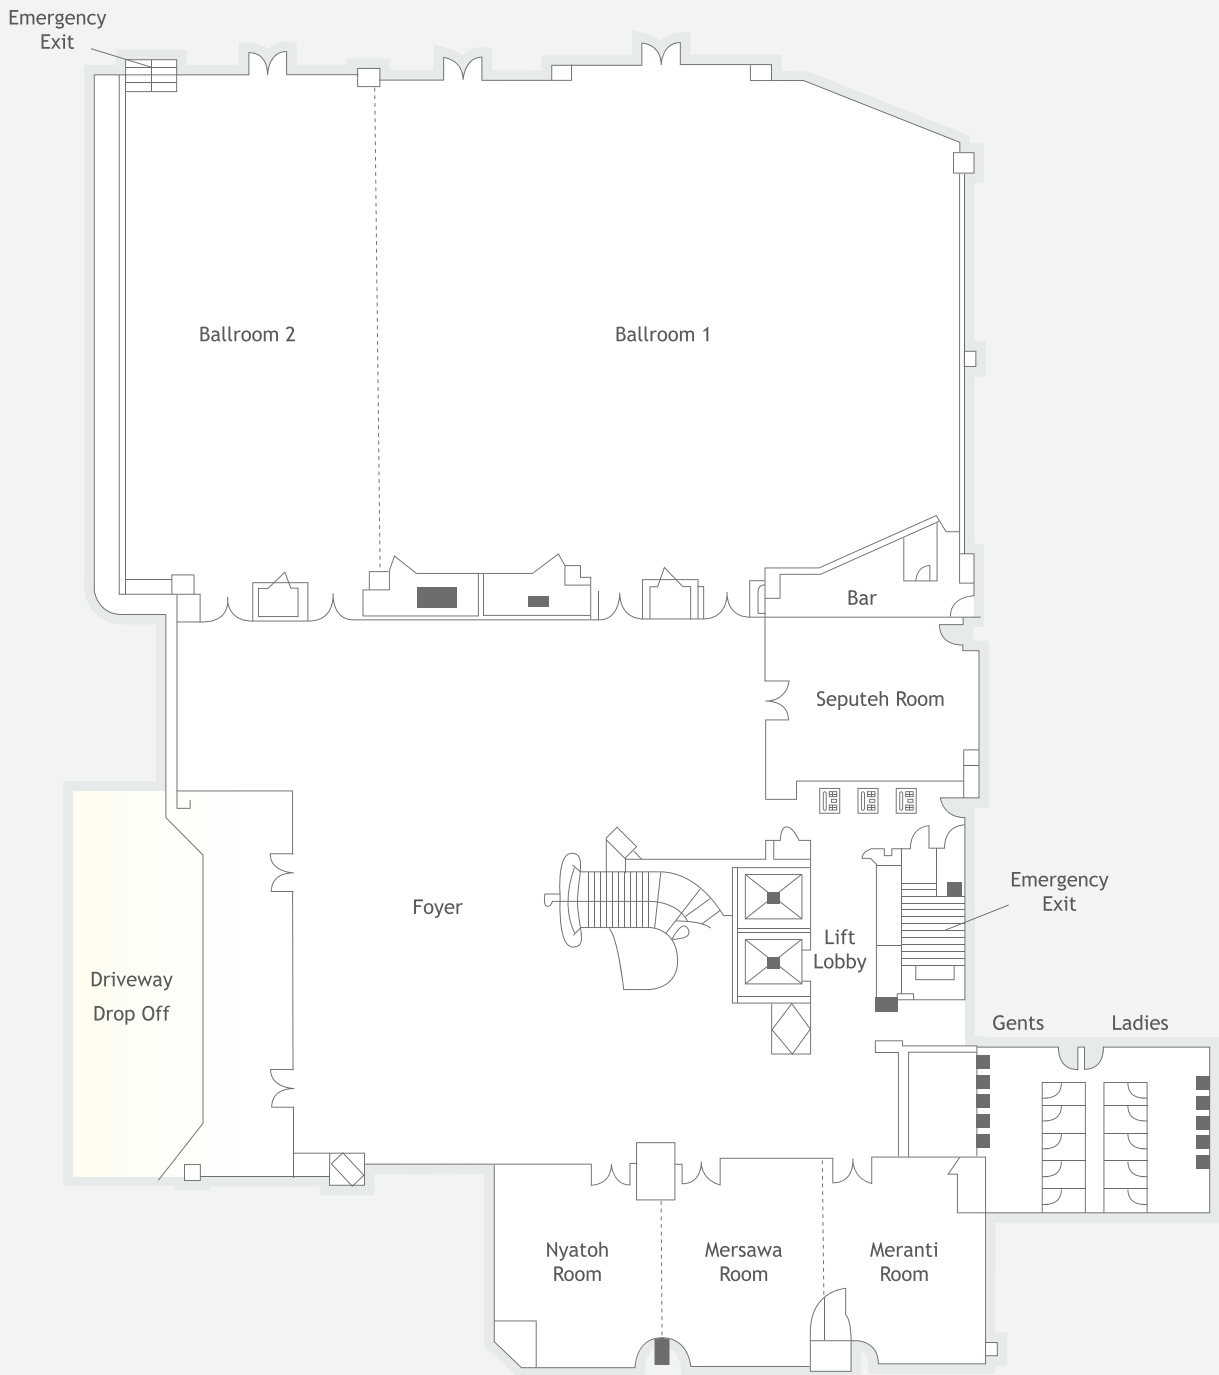 Emergency
Exit
Ballroom 2
Ballroom 1
Bar
Seputeh Room
Emergency
Exit
Foyer
Lift
Lobby
Driveway
Drop Off
Gents
Ladies
Nyatoh
Room
Mersawa
Room
Meranti
Room